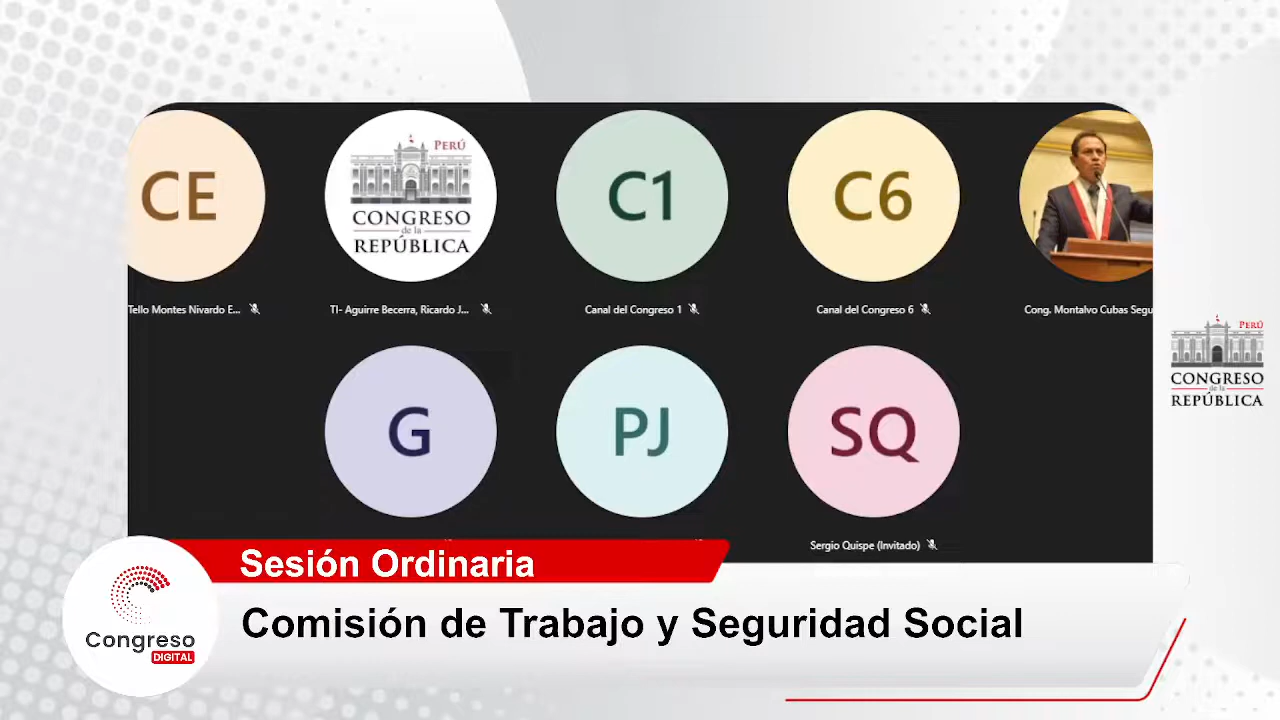 CE
PERÚ
CONGRESO
de la
REPÚBLICA
C1
C6
Tello Montes Nivardo E...
TI- Aguirre Becerra, Ricardo J...
Canal del Congreso 1
Canal del Congreso 6
Cong. Montalvo Cubas Segu
PERÚ
CONGRESO
de la
REPÚBLICA
G
PJ
SQ
Sergio Quispe (Invitado)
Sesión Ordinaria
Comisión de Trabajo y Seguridad Social
Congreso
DIGITAL